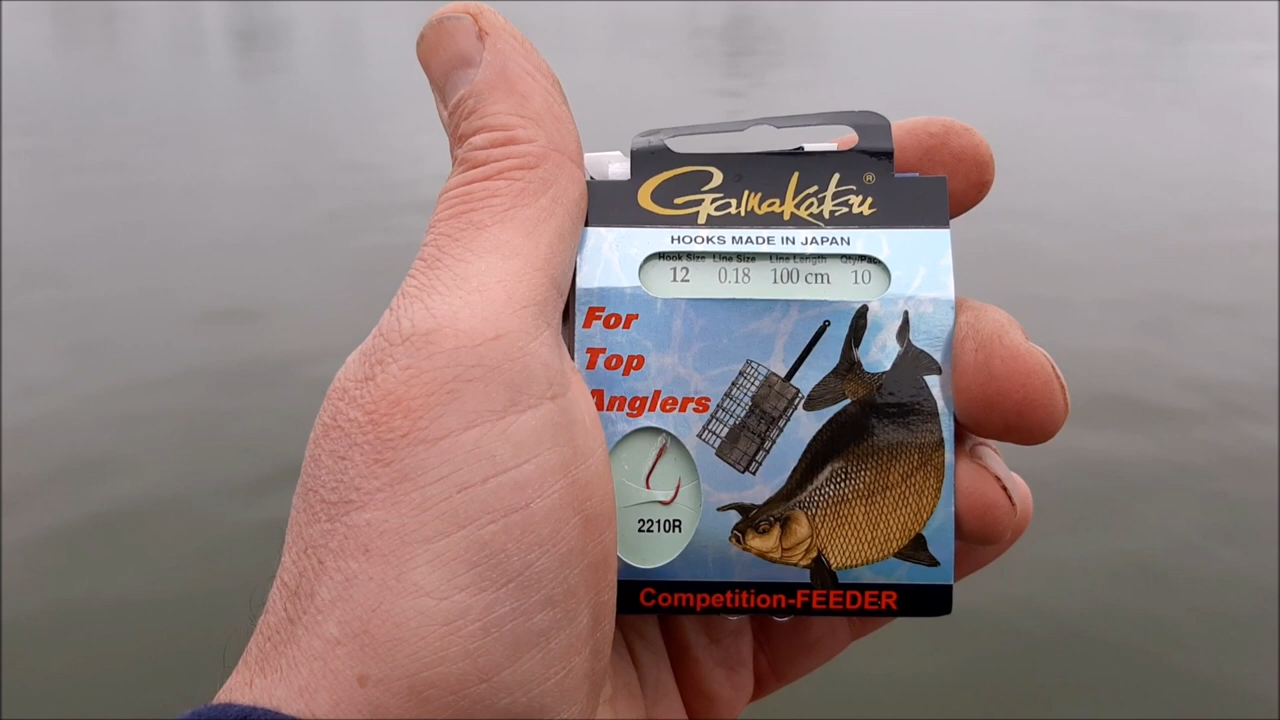 Gamakatsu®
HOOKS MADE IN JAPAN
Hook Size Line Size Line Length Qty/Pac
12 0.18 100 cm 10
For
Top
Anglers
2210R
Competition-FEEDER